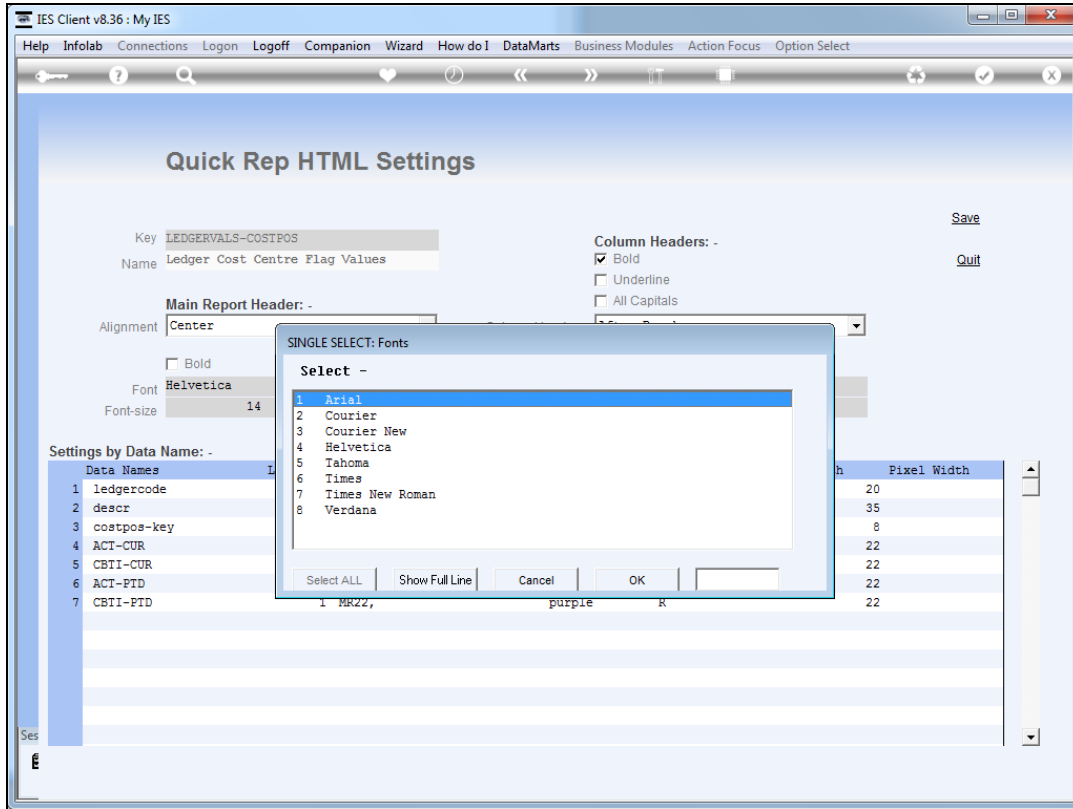 IES Client v8.36 : My IES
Help Infolab Connections Logon Logoff Companion Wizard How do I DataMarts Business Modules Action Focus Option Select
Quick Rep HTML Settings
Save
Key LEDGERVALS-COSTPOS
Column Headers: -
Name Ledger Cost Centre Flag Values
Bold
Quit
Underline
Main Report Header: -
All Capitals
Alignment Center
SINGLE SELECT: Fonts
Bold
Select -
Font Helvetica
Font-size 14
1 Arial
2 Courier
3 Courier New
4 Helvetica
5 Tahoma
6 Times
7 Times New Roman
8 Verdana
Select ALL Show Full Line Cancel OK
Settings by Data Name: -
Data Names L h Pixel Width
1 ledgercode 20
2 descr 35
3 costpos-key 8
4 ACT-CUR 22
5 CBTI-CUR 22
6 ACT-PTD 22
7 CBTI-PTD 1 MR22, purple R 22
Ses